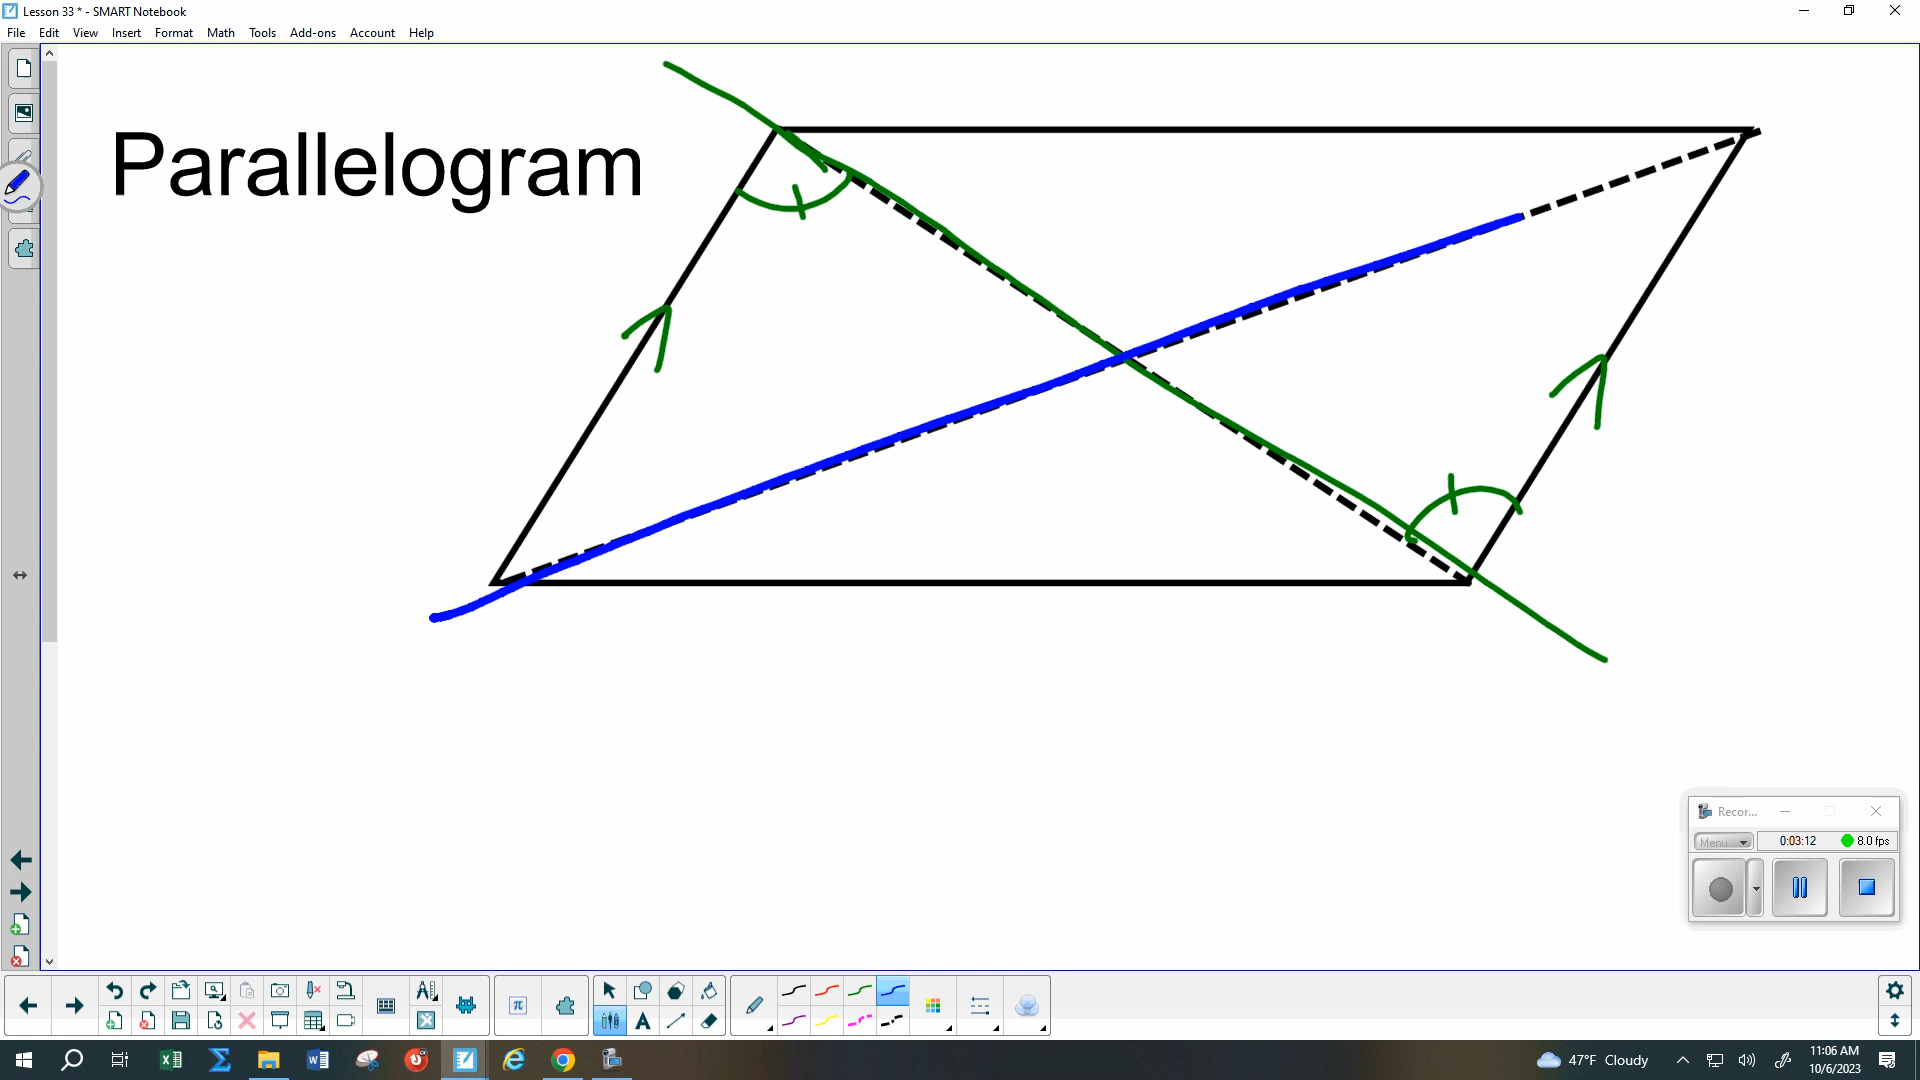 Lesson 33 * - SMART Notebook
File Edit View Insert Format Math Tools Add-ons Account Help
Parallelogram
Recor...
Menu 0:03:12 8.0 fps
π
A
47°F Cloudy
11:06 AM
10/6/2023